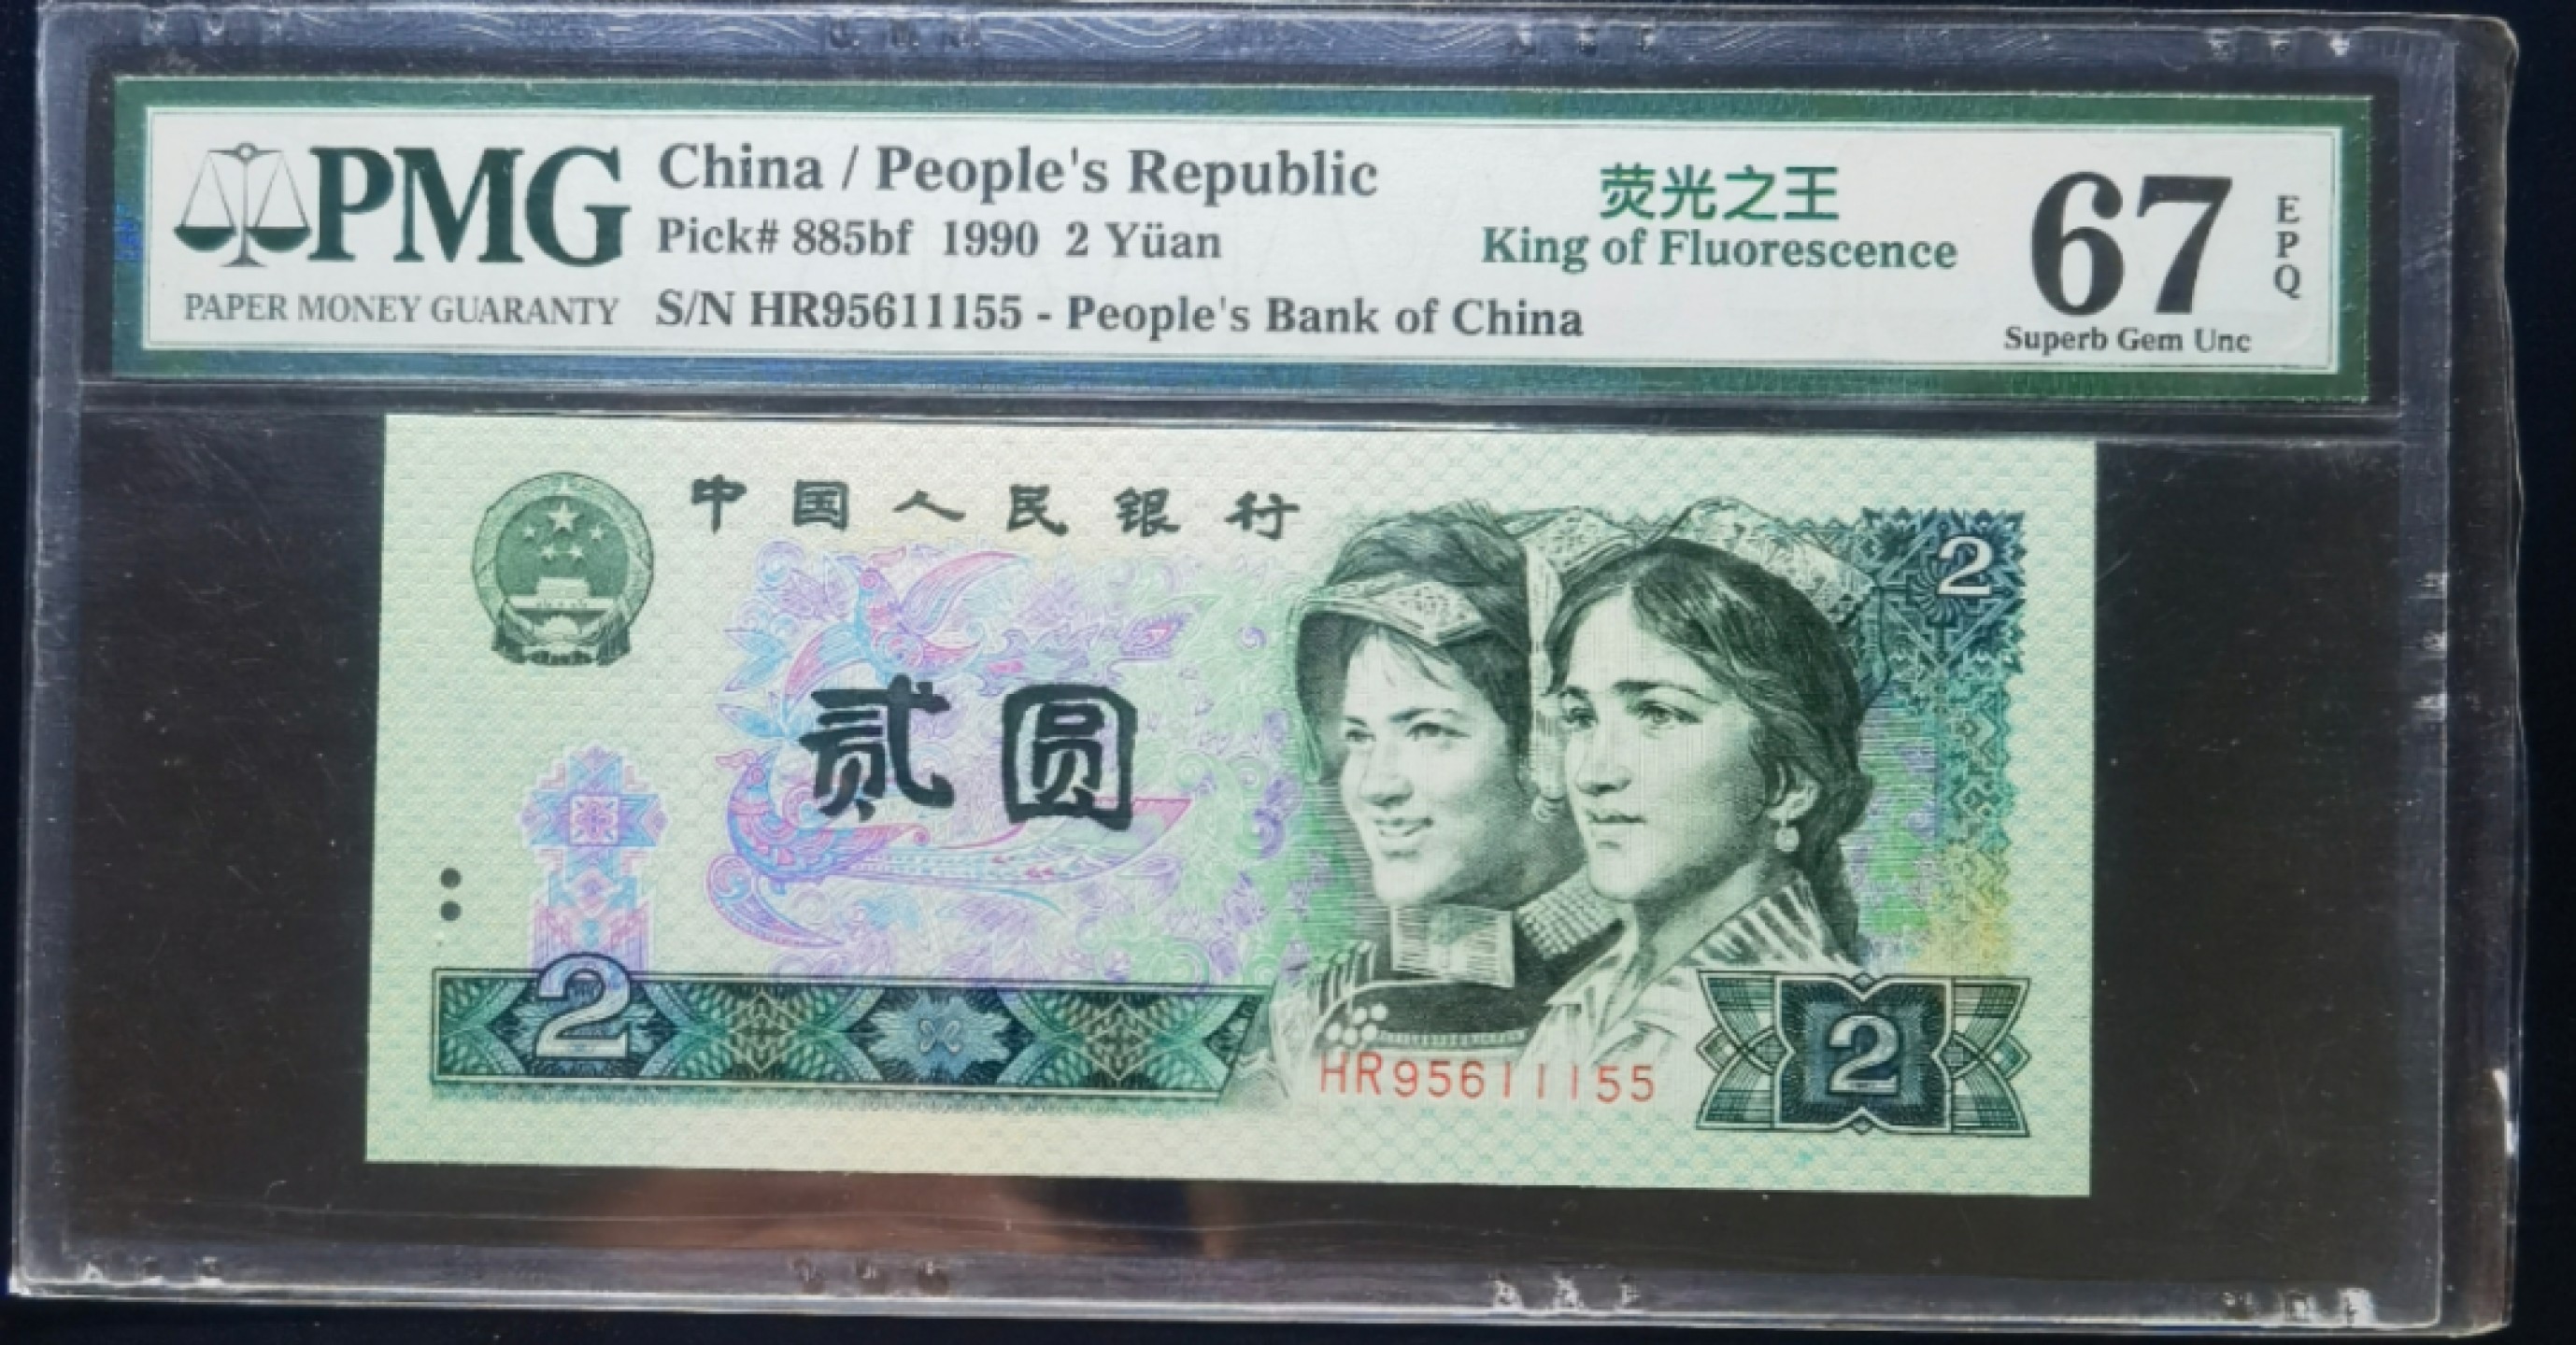 PMG
PAPER MONEY GUARANTY
China / People's Republic
Pick# 885bf 1990 2 Yüan
S/N HR95611155 - People's Bank of China
荧光之王
King of Fluorescence
67
EPQ
Superb Gem Unc
中国人民银行
2
贰圆
2
HR95611155
2